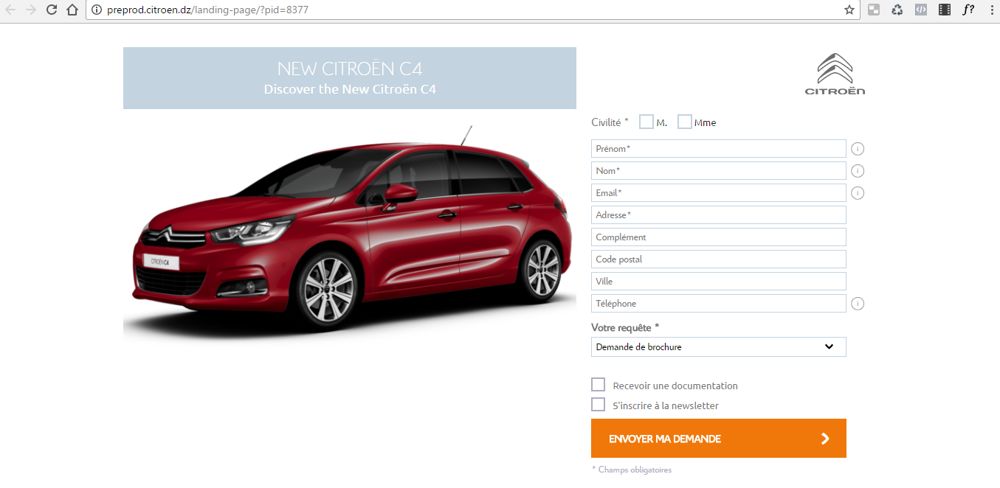 preprod.citroen.dz/landing-page/?pid=8377
f?
NEW CITROËN C4
Discover the New Citroën C4
CITROËN
CITROËN C4
Civilité * M. Mme
Prénom*
Nom*
Email*
Adresse*
Complément
Code postal
Ville
Téléphone
Votre requête *
Demande de brochure
Recevoir une documentation
S'inscrire à la newsletter
ENVOYER MA DEMANDE
* Champs obligatoires